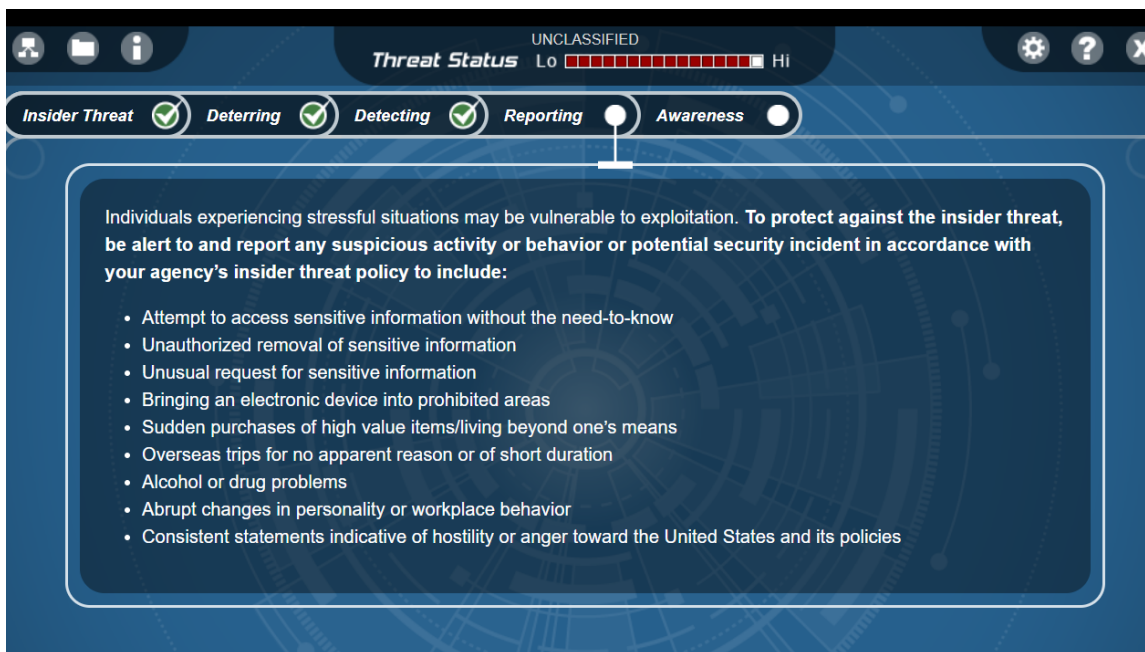 UNCLASSIFIED
Threat Status Lo Hi
Insider Threat Deterring Detecting Reporting Awareness
Individuals experiencing stressful situations may be vulnerable to exploitation. To protect against the insider threat,
be alert to and report any suspicious activity or behavior or potential security incident in accordance with
your agency's insider threat policy to include:
• Attempt to access sensitive information without the need-to-know
• Unauthorized removal of sensitive information
• Unusual request for sensitive information
• Bringing an electronic device into prohibited areas
• Sudden purchases of high value items/living beyond one's means
• Overseas trips for no apparent reason or of short duration
• Alcohol or drug problems
• Abrupt changes in personality or workplace behavior
• Consistent statements indicative of hostility or anger toward the United States and its policies